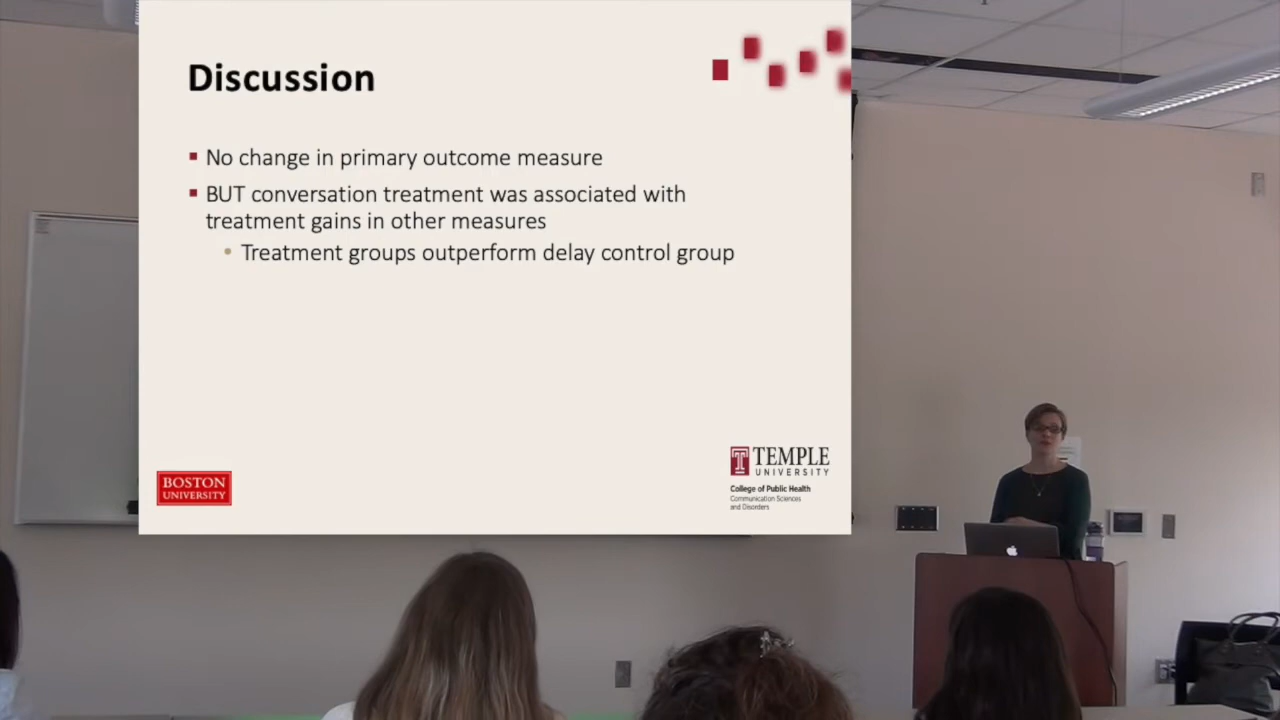 Discussion
No change in primary outcome measure
BUT conversation treatment was associated with
treatment gains in other measures
Treatment groups outperform delay control group
BOSTON
UNIVERSITY
T TEMPLE
UNIVERSITY
College of Public Health
Communication Sciences
and Disorders